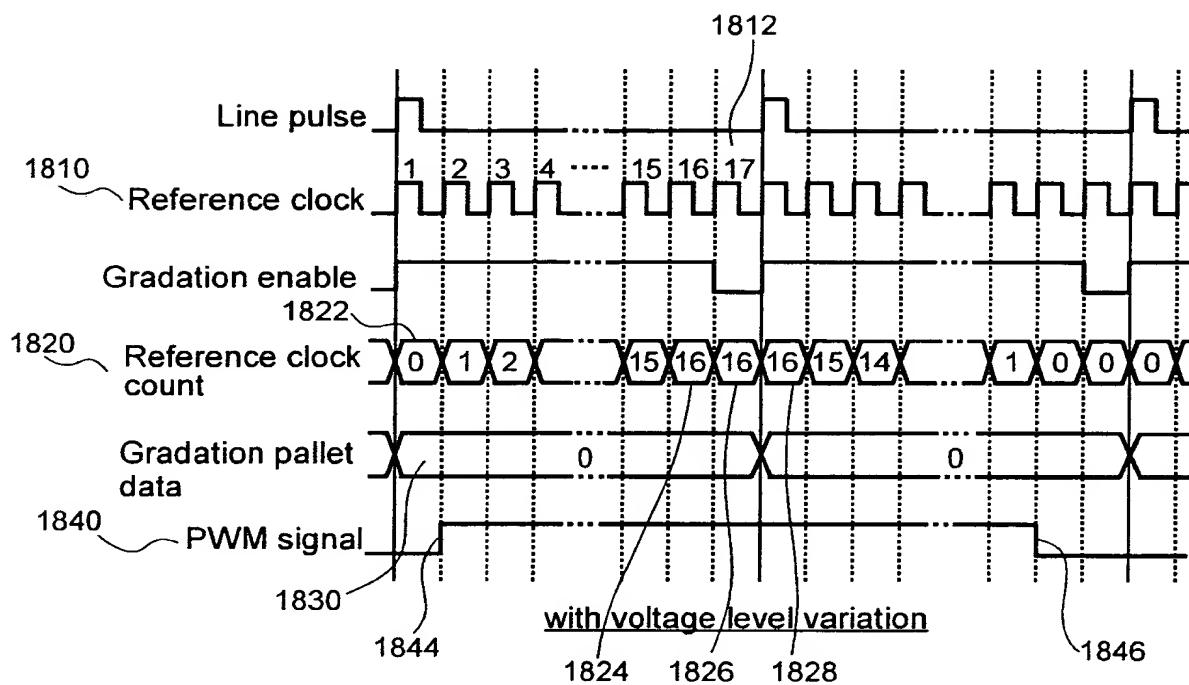 1812
Line pulse
1810
1 2 3 4 15 16 17
Reference clock
Gradation enable
1822
1820
Reference clock
count
0 1 2 15 16 16 16 15 14 1 0 0 0
Gradation pallet
data
0 0
1840
PWM signal
1830
1844
with voltage level variation
1824 1826 1828
1846